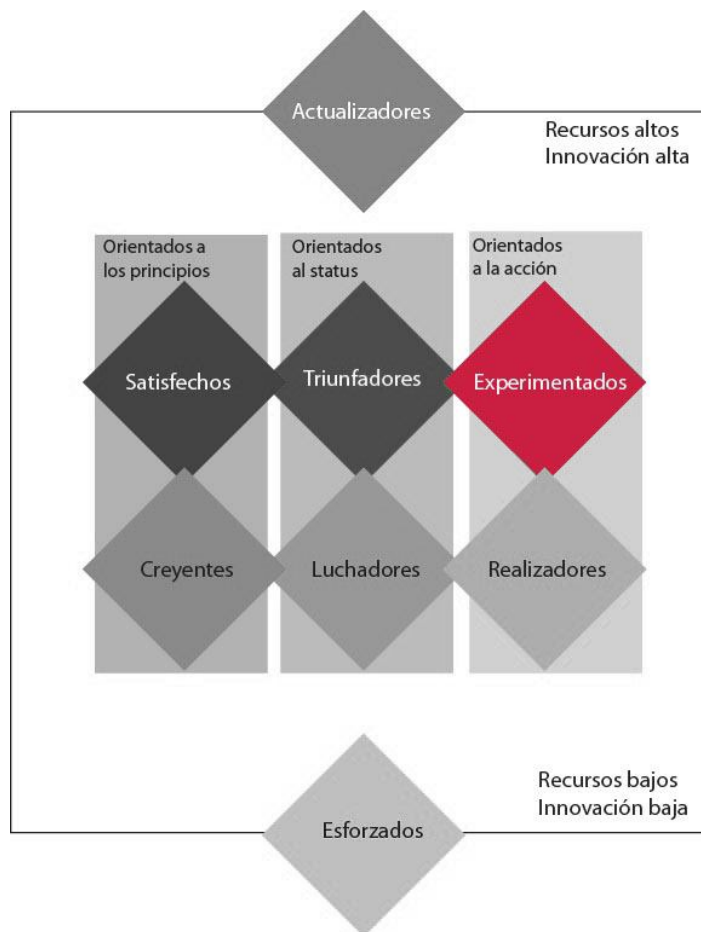 Actualizadores
Recursos altos
Innovación alta
Orientados a
los principios
Orientados
al status
Orientados
a la acción
Satisfechos
Triunfadores
Experimentados
Creyentes
Luchadores
Realizadores
Recursos bajos
Innovación baja
Esforzados